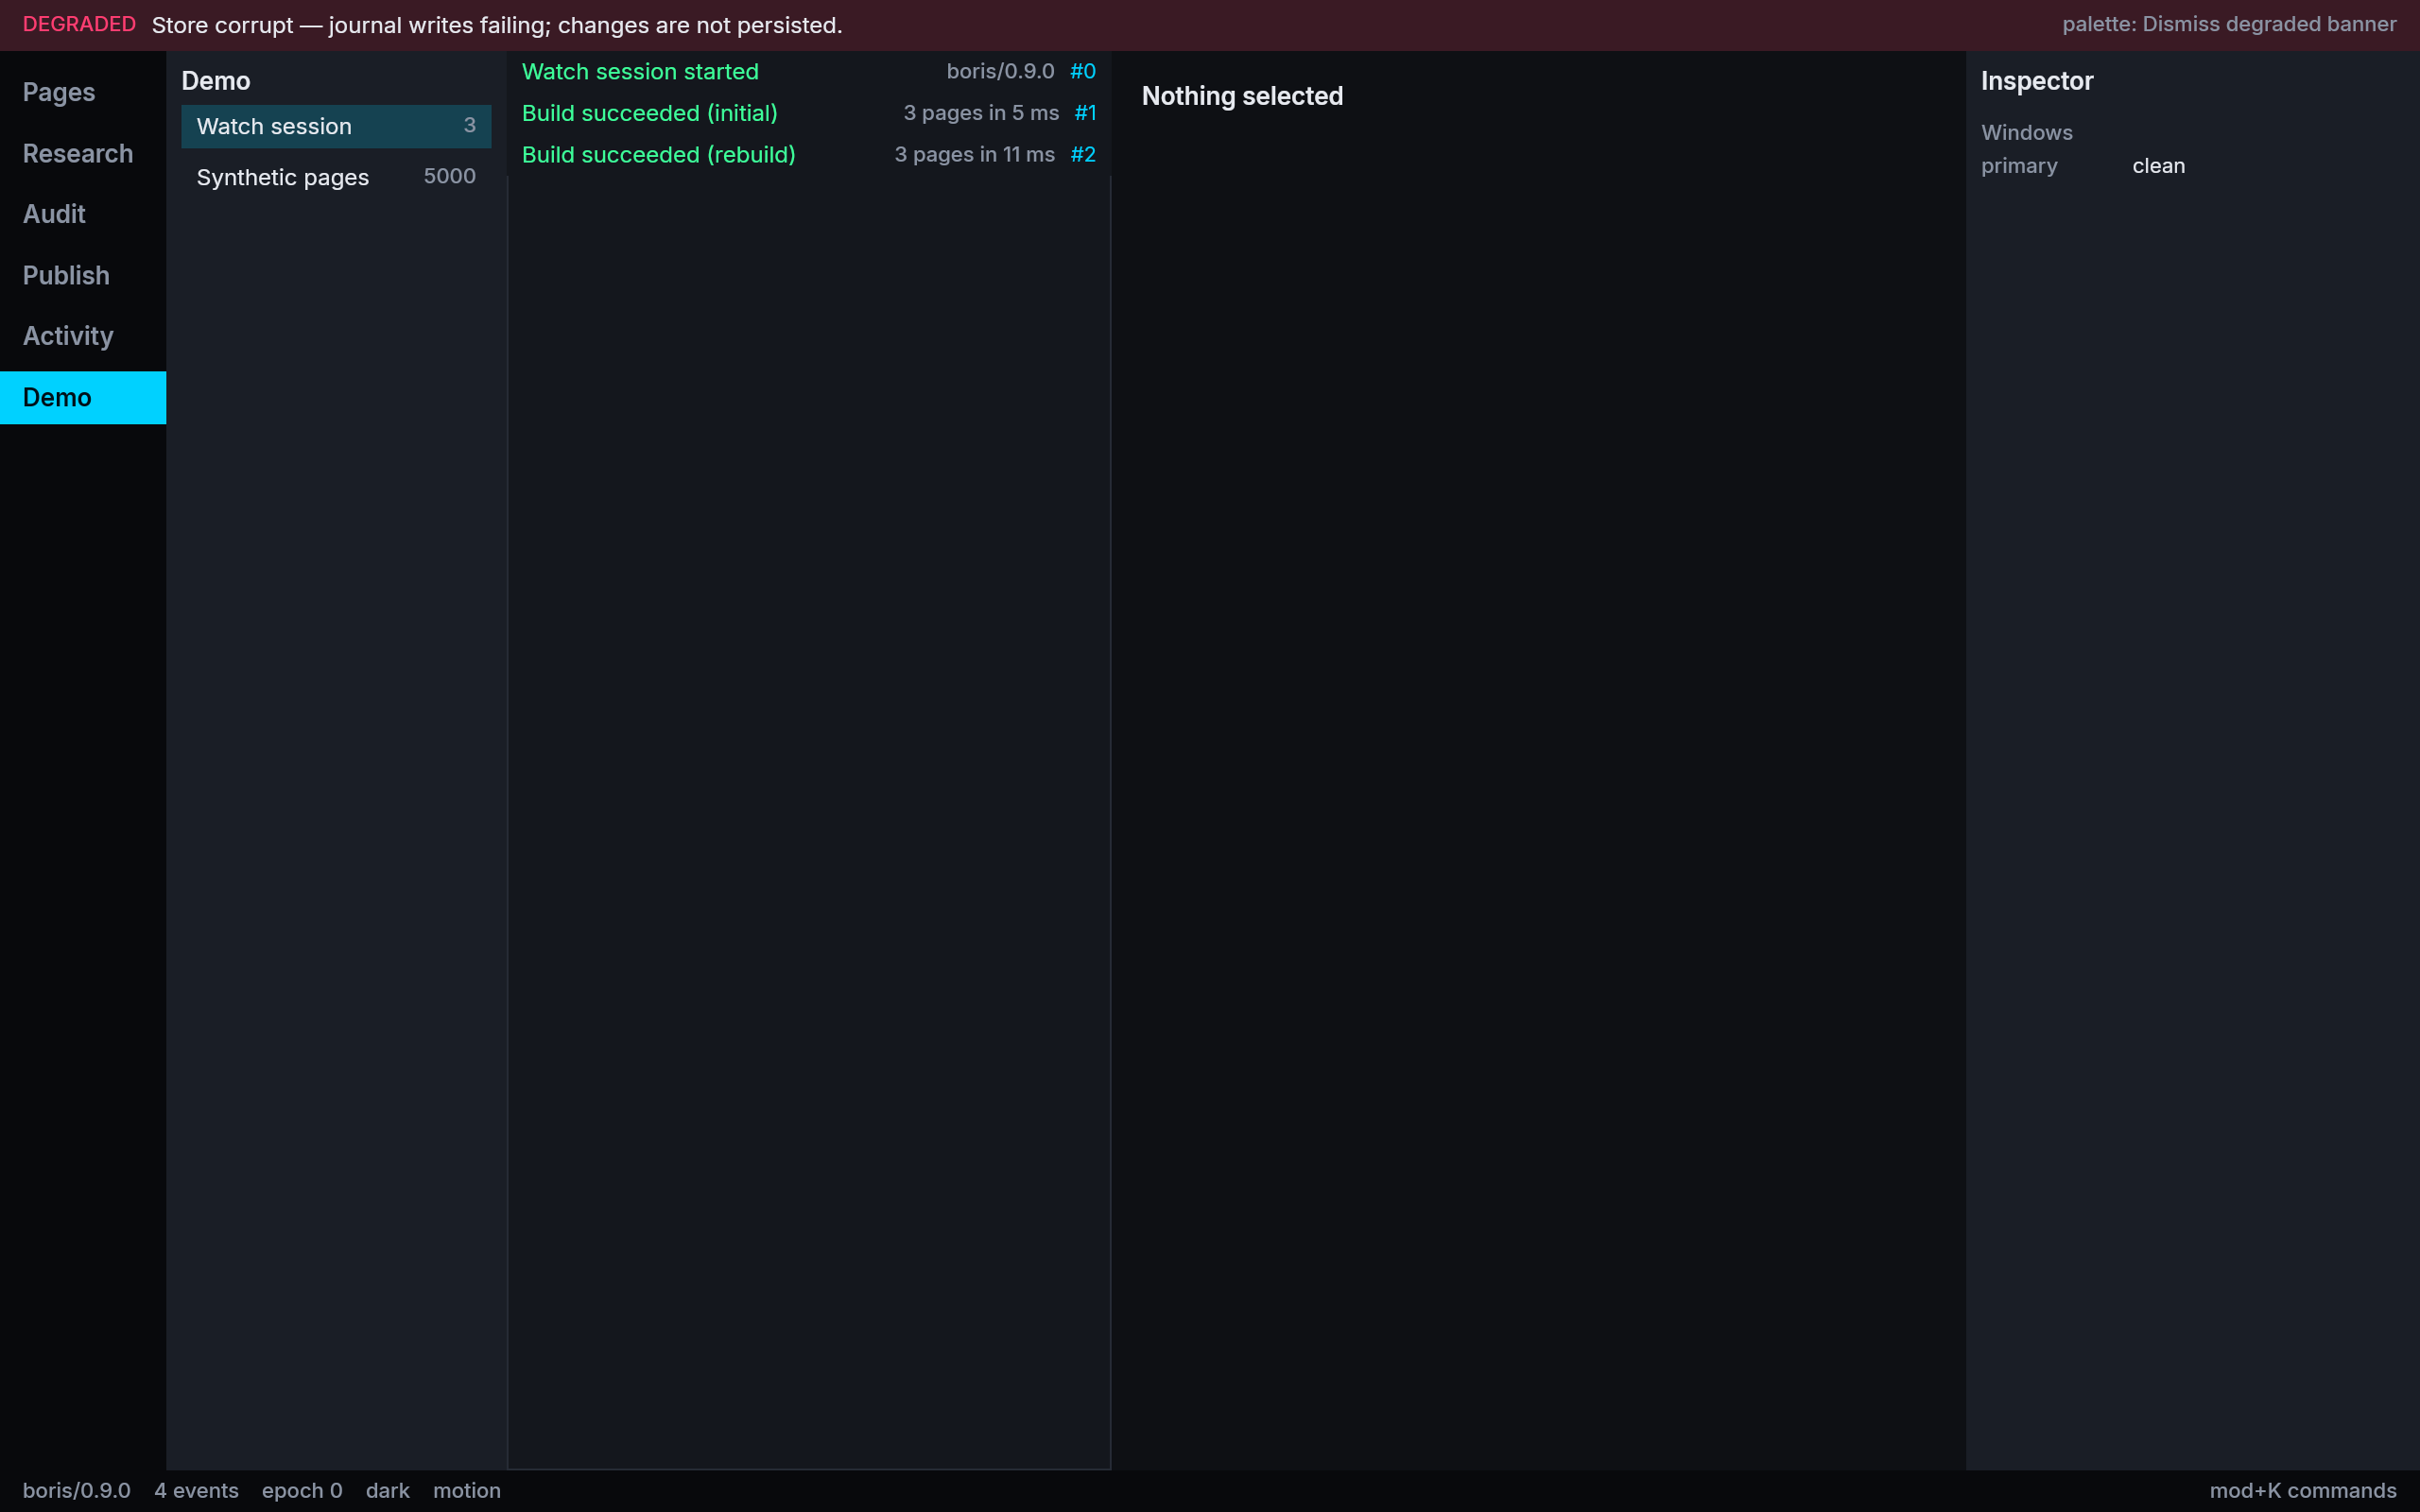 DEGRADED Store corrupt — journal writes failing; changes are not persisted. palette: Dismiss degraded banner
Pages
Research
Audit
Publish
Activity
Demo
Demo
Watch session 3
Synthetic pages 5000
Watch session started boris/0.9.0 #0
Build succeeded (initial) 3 pages in 5 ms #1
Build succeeded (rebuild) 3 pages in 11 ms #2
Nothing selected
Inspector
Windows
primary clean
boris/0.9.0 4 events epoch 0 dark motion mod+K commands